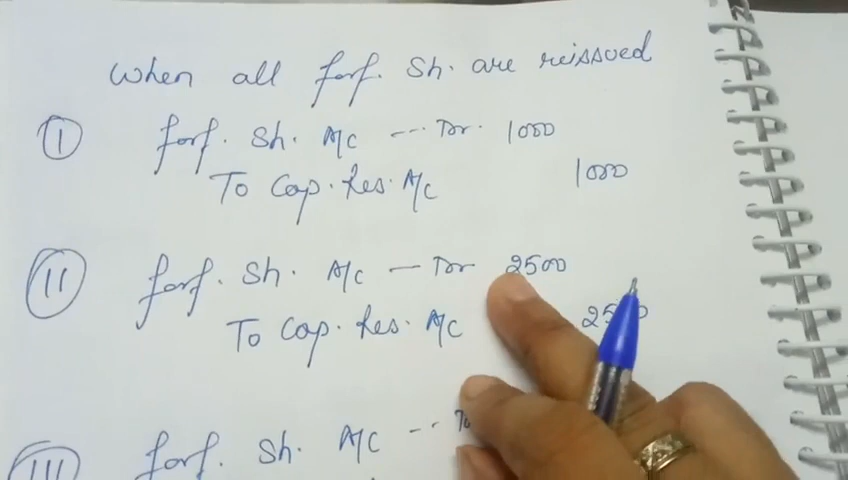 When all forf. Sh. are reissued
I forf. Sh. A/C --- Dr. 1000
To Cap. Res. A/C 1000
II forf. Sh. A/C — Dr 2500
To Cap. Res. A/C
III forf. Sh. A/C --